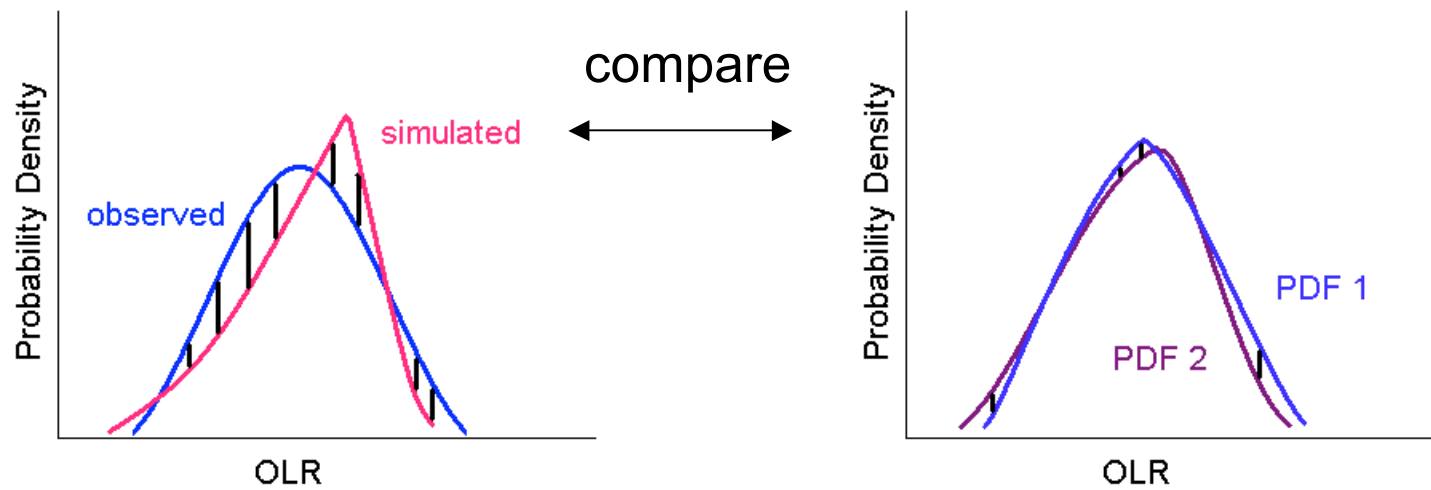 compare
Probability Density
observed
simulated
OLR
Probability Density
PDF 1
PDF 2
OLR